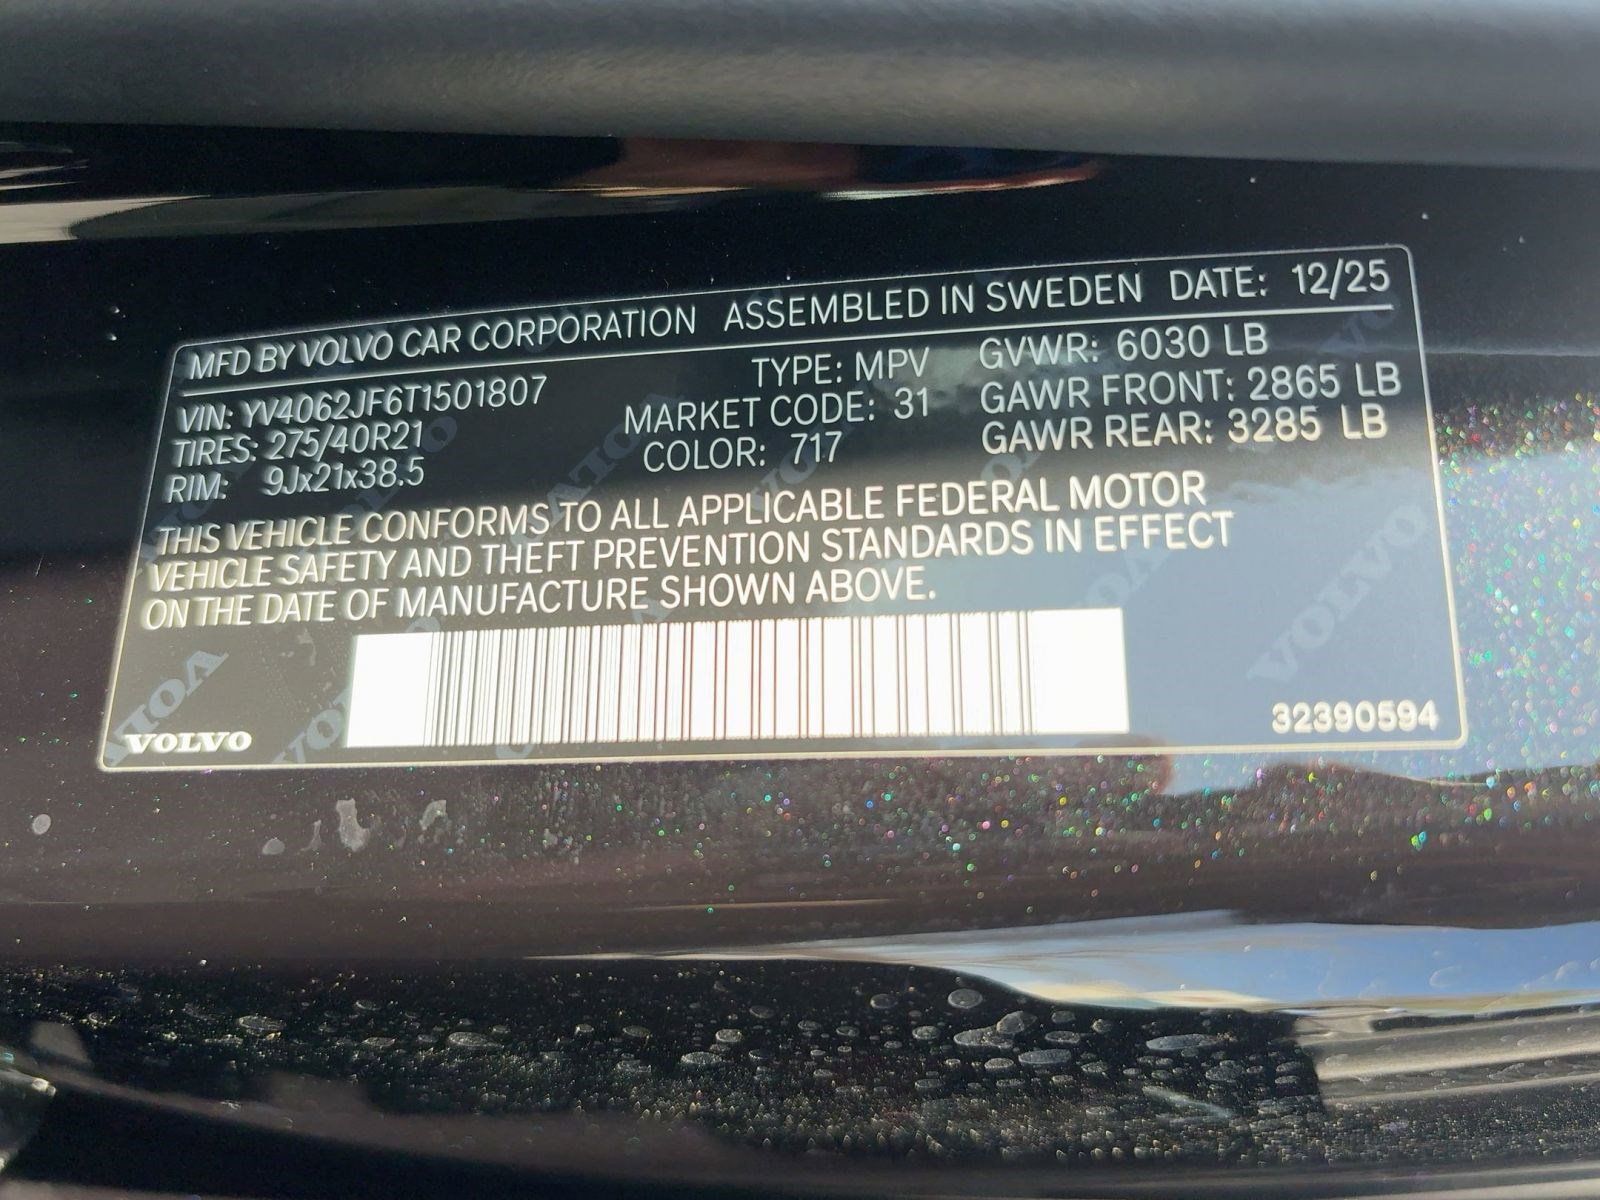 MFD BY VOLVO CAR CORPORATION ASSEMBLED IN SWEDEN DATE: 12/25
VIN: YV4062JF6T1501807 TYPE: MPV GVWR: 6030 LB
TIRES: 275/40R21 MARKET CODE: 31 GAWR FRONT: 2865 LB
RIM: 9Jx21x38.5 COLOR: 717 GAWR REAR: 3285 LB
THIS VEHICLE CONFORMS TO ALL APPLICABLE FEDERAL MOTOR
VEHICLE SAFETY AND THEFT PREVENTION STANDARDS IN EFFECT
ON THE DATE OF MANUFACTURE SHOWN ABOVE.
VOLVO 32390594